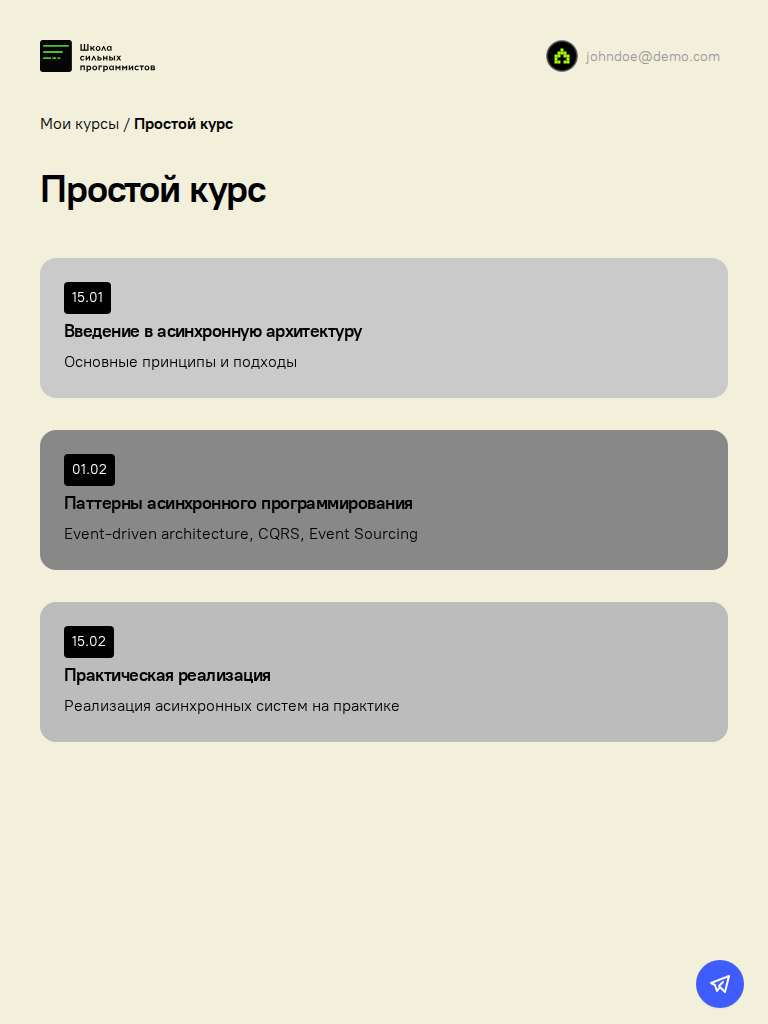 Школа
сильных
программистов
johndoe@demo.com
Мои курсы / Простой курс
Простой курс
15.01
Введение в асинхронную архитектуру
Основные принципы и подходы
01.02
Паттерны асинхронного программирования
Event-driven architecture, CQRS, Event Sourcing
15.02
Практическая реализация
Реализация асинхронных систем на практике